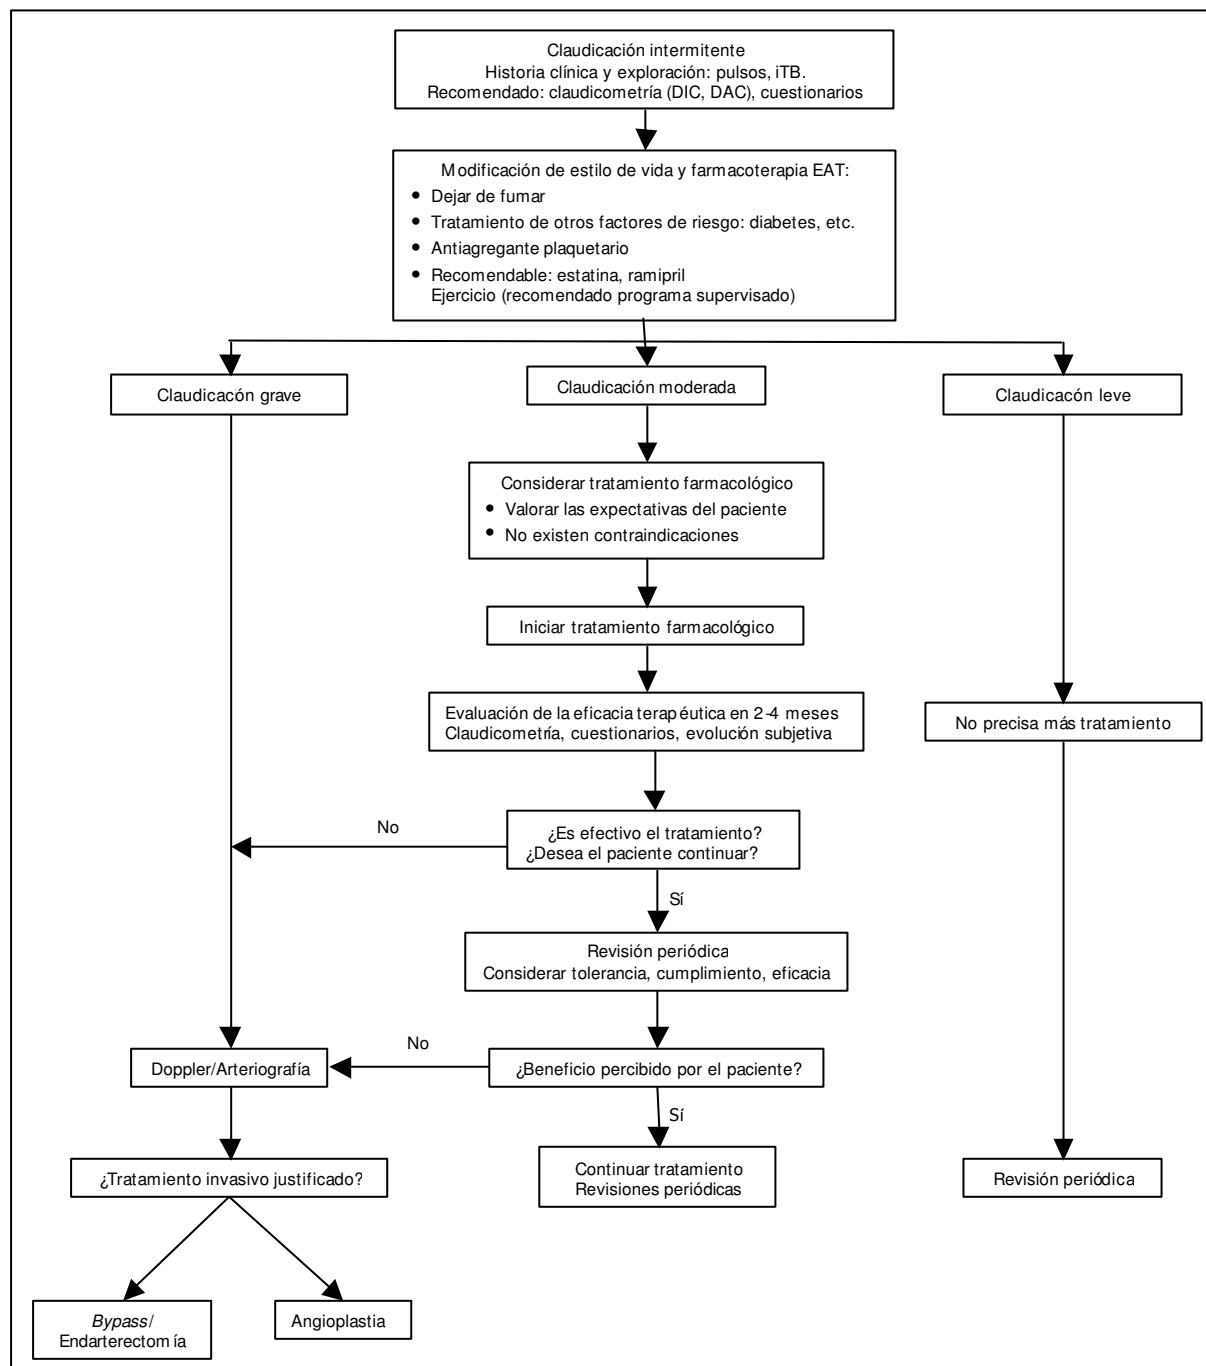 Claudicación intermitente
Historia clínica y exploración: pulsos, iTB.
Recomendado: claudicometría (DIC, DAC), cuestionarios
Modificación de estilo de vida y farmacoterapia EAT:
• Dejar de fumar
• Tratamiento de otros factores de riesgo: diabetes, etc.
• Antiagregante plaquetario
• Recomendable: estatina, ramipril
Ejercicio (recomendado programa supervisado)
Claudicacón grave
Claudicación moderada
Claudicacón leve
Considerar tratamiento farmacológico
• Valorar las expectativas del paciente
• No existen contraindicaciones
Iniciar tratamiento farmacológico
Evaluación de la eficacia terapéutica en 2-4 meses
Claudicometría, cuestionarios, evolución subjetiva
No precisa más tratamiento
No
¿Es efectivo el tratamiento?
¿Desea el paciente continuar?
Sí
Revisión periódica
Considerar tolerancia, cumplimiento, eficacia
Doppler/Arteriografía
No
¿Beneficio percibido por el paciente?
Sí
¿Tratamiento invasivo justificado?
Continuar tratamiento
Revisiones periódicas
Revisión periódica
Bypass/
Endarterectomía
Angioplastia